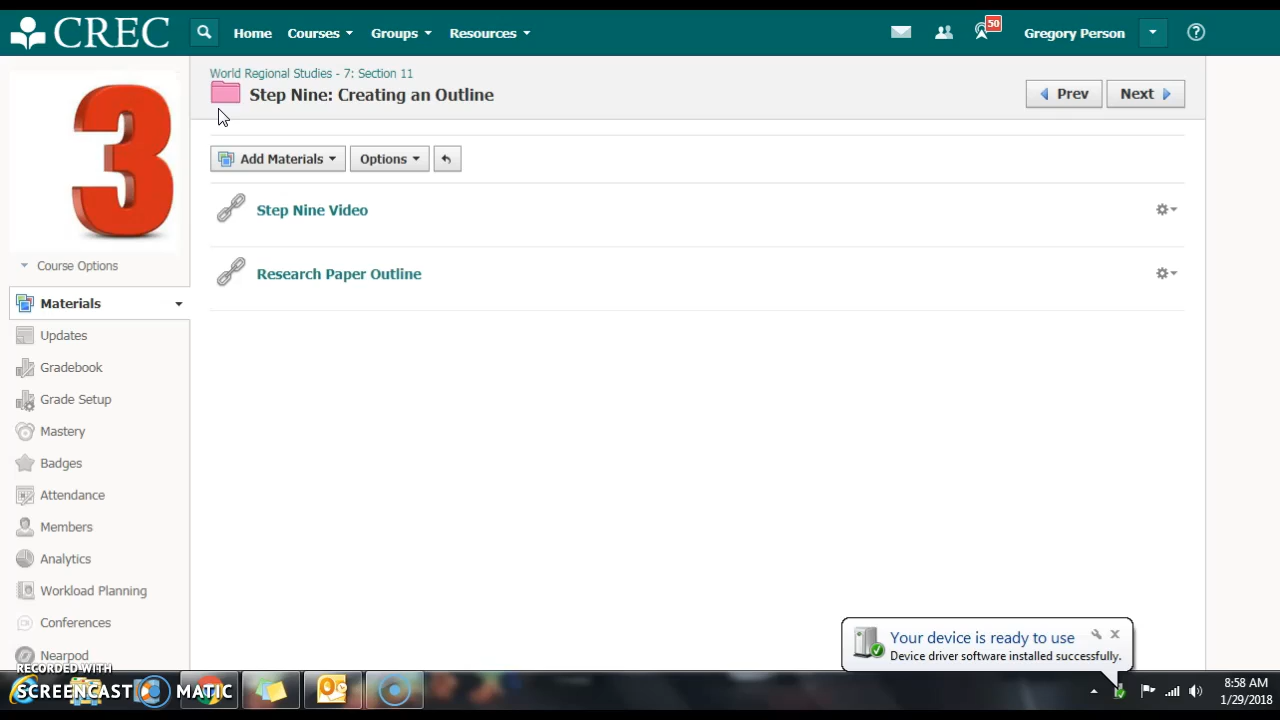 CREC
Home
Courses
Groups
Resources
50
Gregory Person
World Regional Studies - 7: Section 11
Step Nine: Creating an Outline
Prev
Next
3
Add Materials
Options
Step Nine Video
Research Paper Outline
Course Options
Materials
Updates
Gradebook
Grade Setup
Mastery
Badges
Attendance
Members
Analytics
Workload Planning
Conferences
Nearpod
Your device is ready to use
Device driver software installed successfully.
RECORDED WITH
SCREENCAST MATIC
8:58 AM
1/29/2018